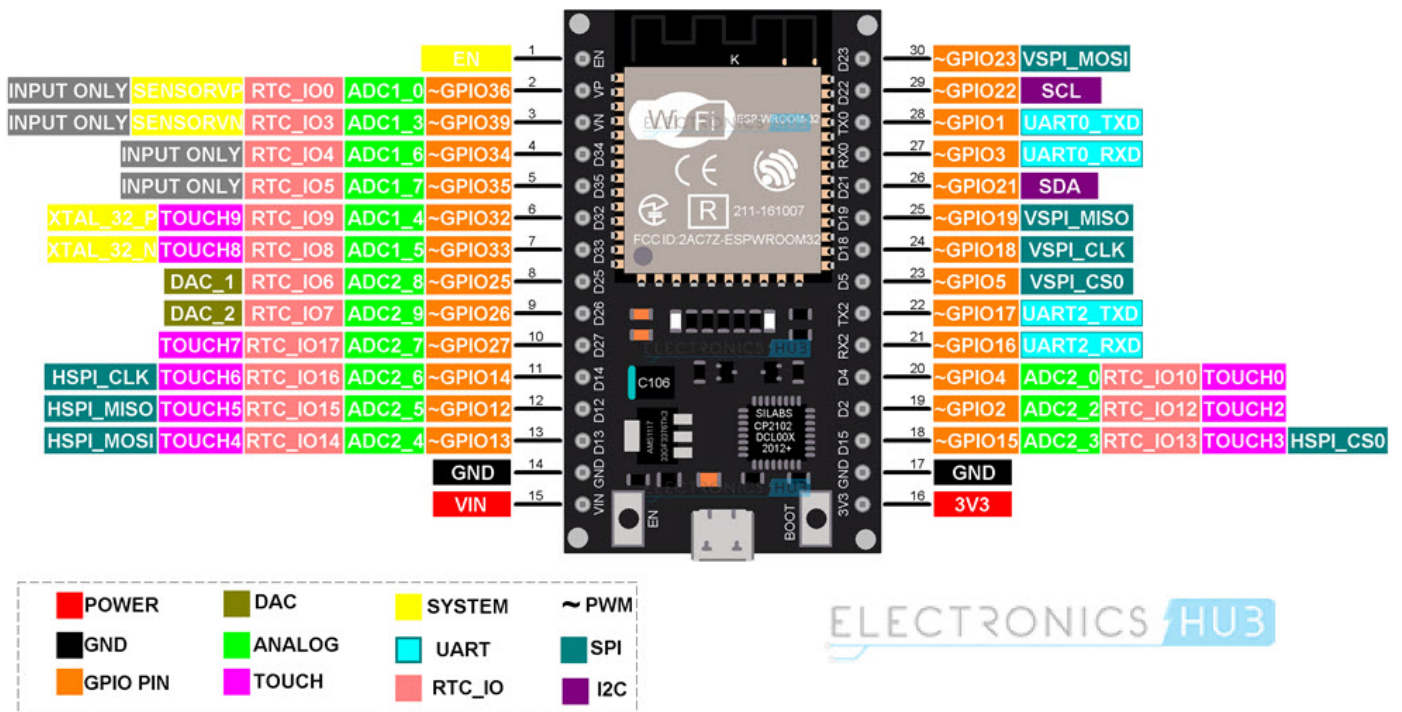 EN 1 EN D23 30 ~GPIO23 VSPI_MOSI
INPUT ONLY SENSORVP RTC_IO0 ADC1_0 ~GPIO36 2 VP D22 29 ~GPIO22 SCL
INPUT ONLY SENSORVN RTC_IO3 ADC1_3 ~GPIO39 3 VN TX0 28 ~GPIO1 UART0_TXD
INPUT ONLY RTC_IO4 ADC1_6 ~GPIO34 4 D34 RX0 27 ~GPIO3 UART0_RXD
INPUT ONLY RTC_IO5 ADC1_7 ~GPIO35 5 D35 D21 26 ~GPIO21 SDA
XTAL_32_P TOUCH9 RTC_IO9 ADC1_4 ~GPIO32 6 D32 D19 25 ~GPIO19 VSPI_MISO
XTAL_32_N TOUCH8 RTC_IO8 ADC1_5 ~GPIO33 7 D33 D18 24 ~GPIO18 VSPI_CLK
DAC_1 RTC_IO6 ADC2_8 ~GPIO25 8 D25 D5 23 ~GPIO5 VSPI_CS0
DAC_2 RTC_IO7 ADC2_9 ~GPIO26 9 D26 TX2 22 ~GPIO17 UART2_TXD
TOUCH7 RTC_IO17 ADC2_7 ~GPIO27 10 D27 RX2 21 ~GPIO16 UART2_RXD
HSPI_CLK TOUCH6 RTC_IO16 ADC2_6 ~GPIO14 11 D14 D4 20 ~GPIO4 ADC2_0 RTC_IO10 TOUCH0
HSPI_MISO TOUCH5 RTC_IO15 ADC2_5 ~GPIO12 12 D12 D2 19 ~GPIO2 ADC2_2 RTC_IO12 TOUCH2
HSPI_MOSI TOUCH4 RTC_IO14 ADC2_4 ~GPIO13 13 D13 D15 18 ~GPIO15 ADC2_3 RTC_IO13 TOUCH3 HSPI_CS0
GND 14 GND GND 17 GND
VIN 15 VIN 3V3 16 3V3
K
Wi Fi ESP-WROOM-32
ELECTRONICS HUB
CE
R 211-161007
FCC ID:2AC7Z-ESPWROOM32
ELECTRONICS HUB
C106
AMS1117
SILABS
CP2102
DCL00X
2012+
ELECTRONICS HUB
EN BOOT
POWER DAC SYSTEM ~ PWM
GND ANALOG UART SPI
GPIO PIN TOUCH RTC_IO I2C
ELECTRONICS HUB